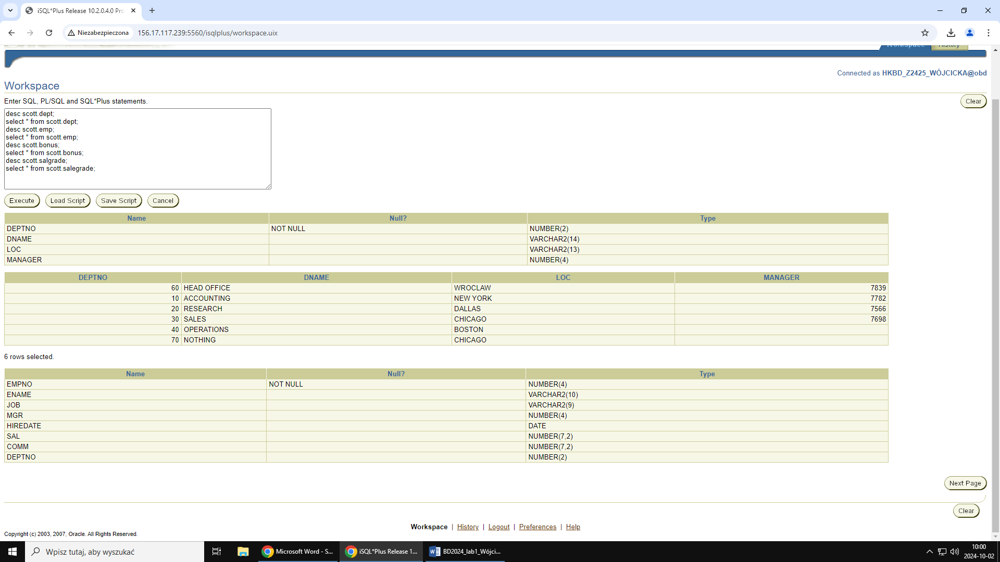 iSQL*Plus Release 10.2.0.4.0 Pro
Niezabezpieczona
156.17.117.239:5560/isqlplus/workspace.uix
Workspace
History
Connected as HKBD_Z2425_WÓJCICKA@obd
Workspace
Enter SQL, PL/SQL and SQL*Plus statements.
Clear
desc scott.dept;
select * from scott.dept;
desc scott.emp;
select * from scott.emp;
desc scott.bonus;
select * from scott.bonus;
desc scott.salgrade;
select * from scott.salegrade;
Execute Load Script Save Script Cancel
Name Null? Type
DEPTNO NOT NULL NUMBER(2)
DNAME VARCHAR2(14)
LOC VARCHAR2(13)
MANAGER NUMBER(4)
DEPTNO DNAME LOC MANAGER
60 HEAD OFFICE WROCLAW 7839
10 ACCOUNTING NEW YORK 7782
20 RESEARCH DALLAS 7566
30 SALES CHICAGO 7698
40 OPERATIONS BOSTON
70 NOTHING CHICAGO
6 rows selected.
Name Null? Type
EMPNO NOT NULL NUMBER(4)
ENAME VARCHAR2(10)
JOB VARCHAR2(9)
MGR NUMBER(4)
HIREDATE DATE
SAL NUMBER(7,2)
COMM NUMBER(7,2)
DEPTNO NUMBER(2)
Next Page
Clear
Workspace | History | Logout | Preferences | Help
Copyright (c) 2003, 2007, Oracle. All Rights Reserved.
Wpisz tutaj, aby wyszukać
Microsoft Word - S...
iSQL*Plus Release 1...
BD2024_lab1_Wójci...
10:00
2024-10-02